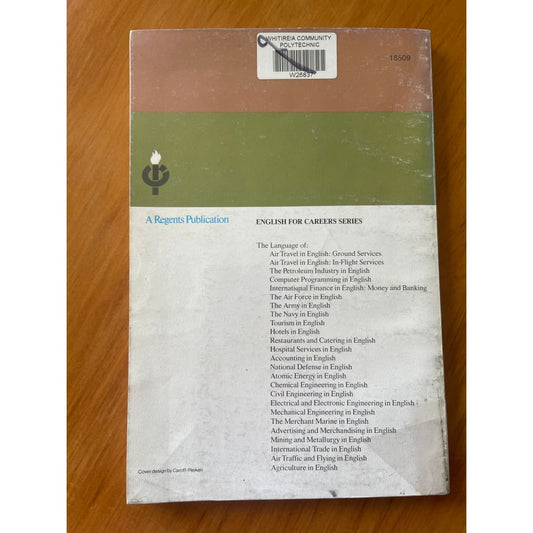 WHITIREIA COMMUNITY
POLYTECHNIC
W25637
18509
A Regents Publication
ENGLISH FOR CAREERS SERIES
The Language of:
Air Travel in English: Ground Services
Air Travel in English: In-Flight Services
The Petroleum Industry in English
Computer Programming in English
International Finance in English: Money and Banking
The Air Force in English
The Army in English
The Navy in English
Tourism in English
Hotels in English
Restaurants and Catering in English
Hospital Services in English
Accounting in English
National Defense in English
Atomic Energy in English
Chemical Engineering in English
Civil Engineering in English
Electrical and Electronic Engineering in English
Mechanical Engineering in English
The Merchant Marine in English
Advertising and Merchandising in English
Mining and Metallurgy in English
International Trade in English
Air Traffic and Flying in English
Agriculture in English
Cover design by